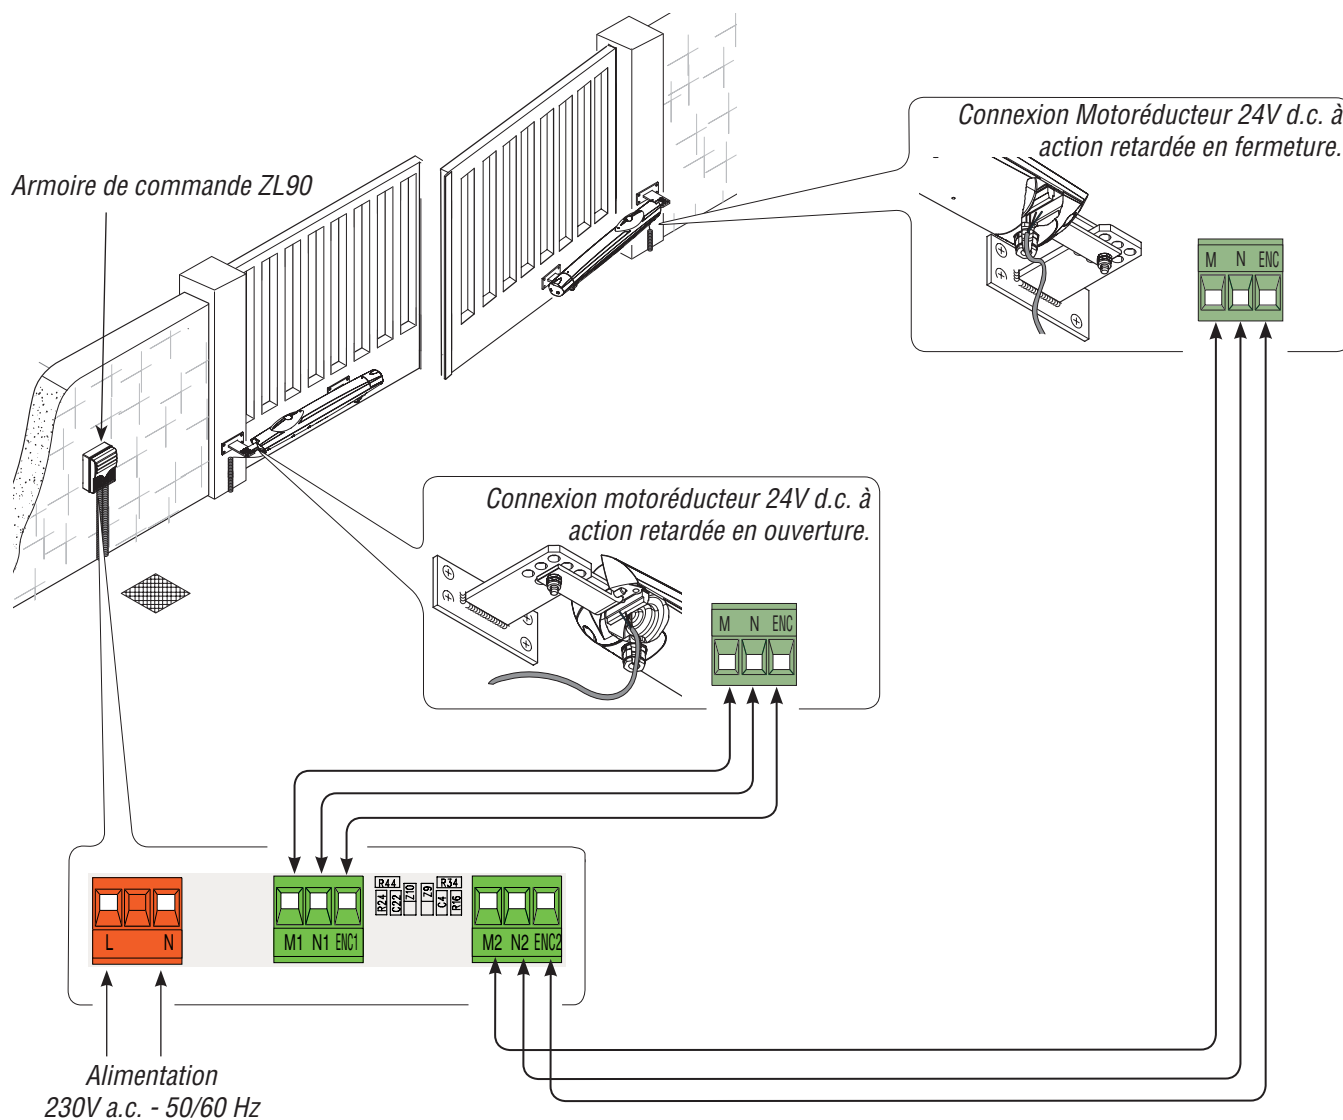 Connexion Motoréducteur 24V d.c. à
action retardée en fermeture.
Armoire de commande ZL90
M N ENC
Connexion motoréducteur 24V d.c. à
action retardée en ouverture.
M N ENC
R44
R24
C22
Z10
Z9
R34
C4
R16
L N
M1 N1 ENC1
M2 N2 ENC2
Alimentation
230V a.c. - 50/60 Hz